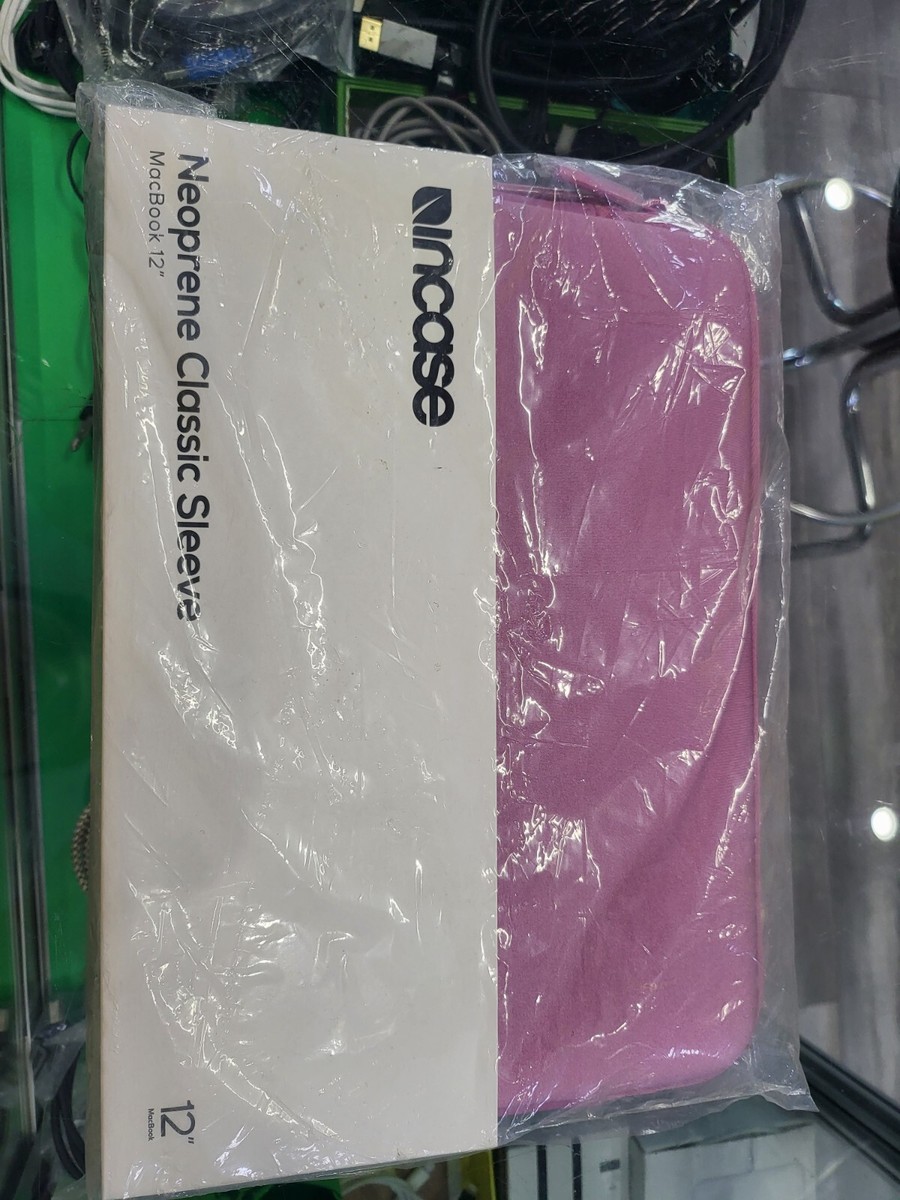 incase
Neoprene Classic Sleeve
MacBook 12"
12"
MacBook